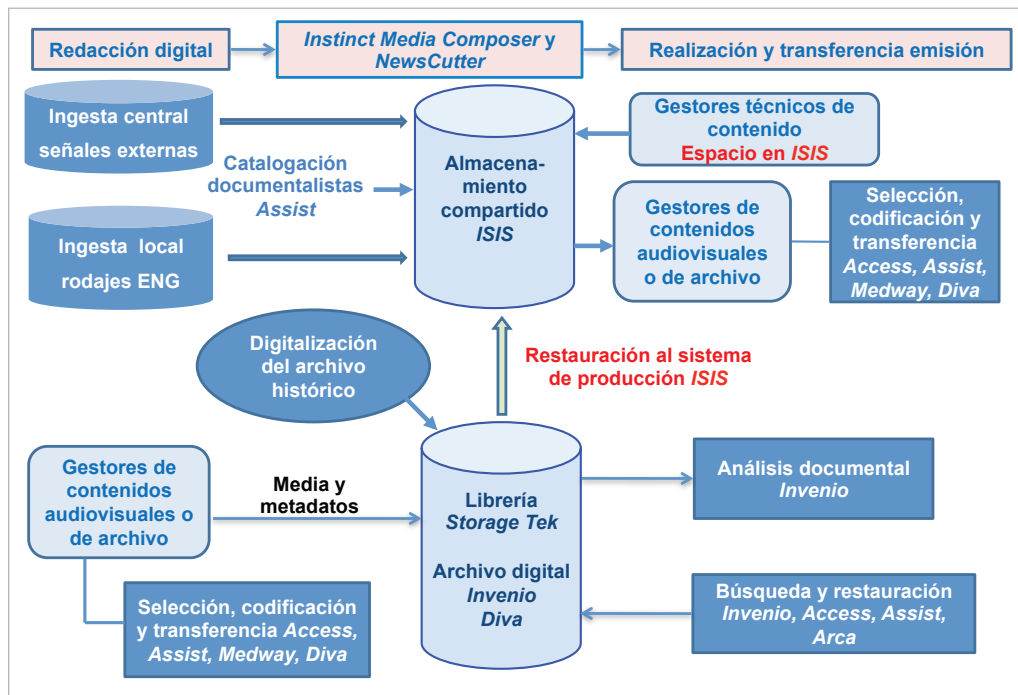 Redacción digital
Instinct Media Composer y
NewsCutter
Realización y transferencia emisión
Ingesta central
señales externas
Catalogación
documentalistas
Assist
Ingesta local
rodajes ENG
Almacena-
miento
compartido
ISIS
Gestores técnicos de
contenido
Espacio en ISIS
Gestores de
contenidos
audiovisuales
o de archivo
Selección,
codificación y
transferencia
Access, Assist,
Medway, Diva
Digitalización
del archivo
histórico
Restauración al sistema
de producción ISIS
Gestores de
contenidos
audiovisuales o
de archivo
Media y
metadatos
Selección, codificación
y transferencia Access,
Assist, Medway, Diva
Librería
Storage Tek
Archivo digital
Invenio
Diva
Análisis documental
Invenio
Búsqueda y restauración
Invenio, Access, Assist,
Arca